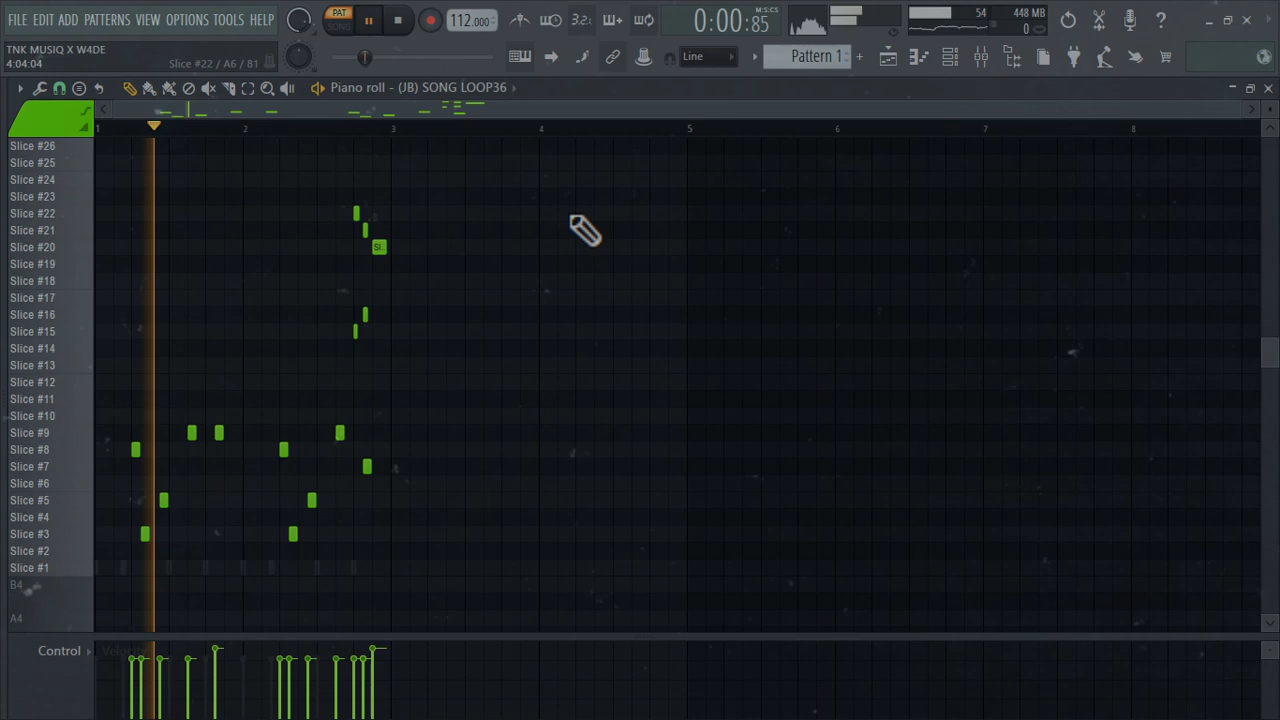 FILE EDIT ADD PATTERNS VIEW OPTIONS TOOLS HELP
PAT
SONG
112.000
3.2:
0:00:85
M:S:CS
54
448 MB
0
TNK MUSIQ X W4DE
4:04:04
Slice #22 / A6 / 81
Line
Pattern 1
Piano roll - (JB) SONG LOOP36
1 2 3 4 5 6 7 8
Slice #26
Slice #25
Slice #24
Slice #23
Slice #22
Slice #21
Slice #20
Slice #19
Slice #18
Slice #17
Slice #16
Slice #15
Slice #14
Slice #13
Slice #12
Slice #11
Slice #10
Slice #9
Slice #8
Slice #7
Slice #6
Slice #5
Slice #4
Slice #3
Slice #2
Slice #1
B4
A4
Control
Velocity